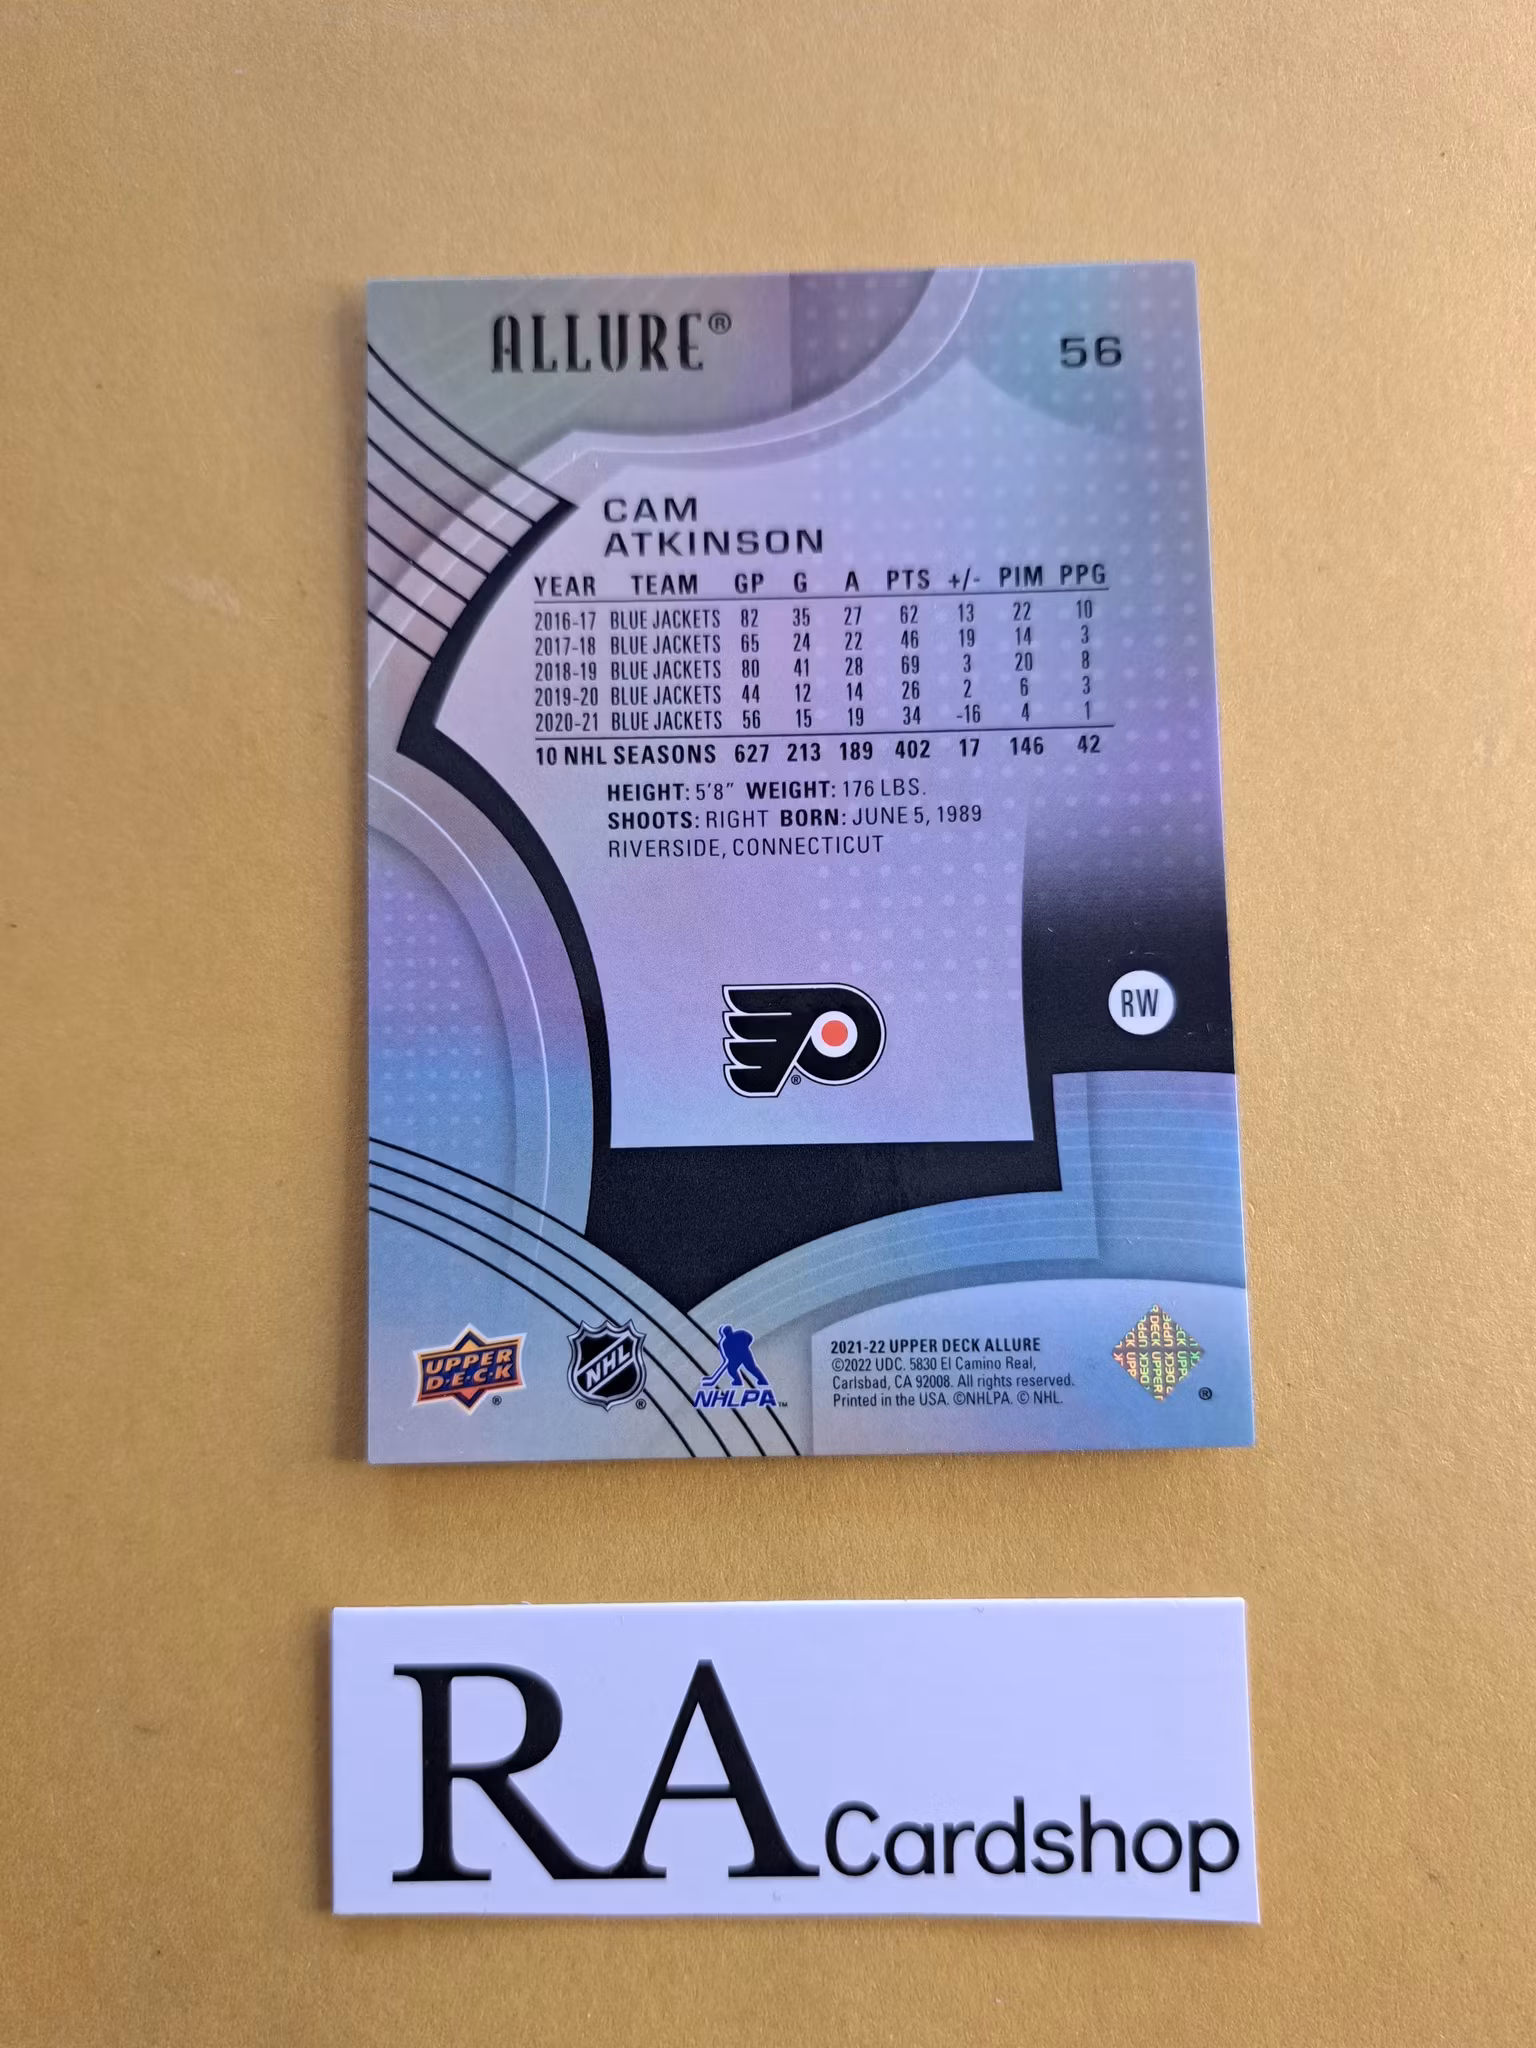 ALLURE®
56
CAM
ATKINSON
YEAR TEAM GP G A PTS +/- PIM PPG
2016-17 BLUE JACKETS 82 35 27 62 13 22 10
2017-18 BLUE JACKETS 65 24 22 46 19 14 3
2018-19 BLUE JACKETS 80 41 28 69 3 20 8
2019-20 BLUE JACKETS 44 12 14 26 2 6 3
2020-21 BLUE JACKETS 56 15 19 34 -16 4 1
10 NHL SEASONS 627 213 189 402 17 146 42
HEIGHT: 5'8" WEIGHT: 176 LBS.
SHOOTS: RIGHT BORN: JUNE 5, 1989
RIVERSIDE, CONNECTICUT
RW
®
UPPER
D·E·C·K
®
NHL
®
NHLPA™
2021-22 UPPER DECK ALLURE
©2022 UDC. 5830 El Camino Real,
Carlsbad, CA 92008. All rights reserved.
Printed in the USA. ©NHLPA. © NHL.
®
RA Cardshop